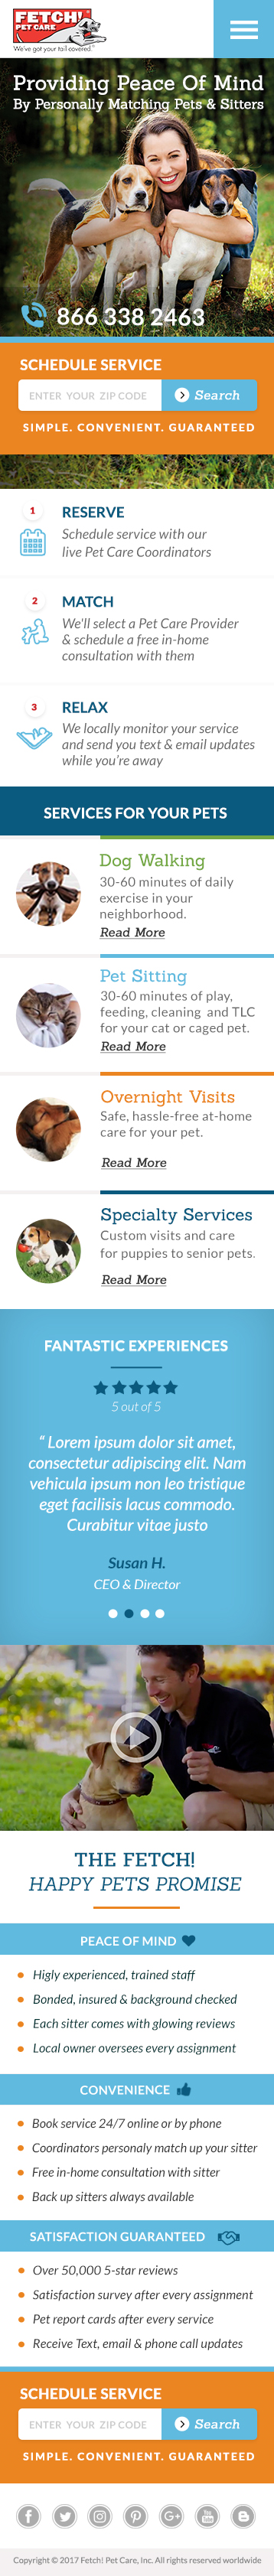 FETCH!
PET CARE
We've got your tail covered.
Providing Peace Of Mind
By Personally Matching Pets & Sitters
866 338 2463
SCHEDULE SERVICE
ENTER YOUR ZIP CODE
Search
SIMPLE. CONVENIENT. GUARANTEED
1
RESERVE
Schedule service with our
live Pet Care Coordinators
2
MATCH
We'll select a Pet Care Provider
& schedule a free in-home
consultation with them
3
RELAX
We locally monitor your service
and send you text & email updates
while you're away
SERVICES FOR YOUR PETS
Dog Walking
30-60 minutes of daily
exercise in your
neighborhood.
Read More
Pet Sitting
30-60 minutes of play,
feeding, cleaning and TLC
for your cat or caged pet.
Read More
Overnight Visits
Safe, hassle-free at-home
care for your pet.
Read More
Specialty Services
Custom visits and care
for puppies to senior pets.
Read More
FANTASTIC EXPERIENCES
5 out of 5
“ Lorem ipsum dolor sit amet,
consectetur adipiscing elit. Nam
vehicula ipsum non leo tristique
eget facilisis lacus commodo.
Curabitur vitae justo
Susan H.
CEO & Director
THE FETCH!
HAPPY PETS PROMISE
PEACE OF MIND
Higly experienced, trained staff
Bonded, insured & background checked
Each sitter comes with glowing reviews
Local owner oversees every assignment
CONVENIENCE
Book service 24/7 online or by phone
Coordinators personaly match up your sitter
Free in-home consultation with sitter
Back up sitters always available
SATISFACTION GUARANTEED
Over 50,000 5-star reviews
Satisfaction survey after every assignment
Pet report cards after every service
Receive Text, email & phone call updates
SCHEDULE SERVICE
ENTER YOUR ZIP CODE
Search
SIMPLE. CONVENIENT. GUARANTEED
Copyright © 2017 Fetch! Pet Care, Inc. All rights reserved worldwide